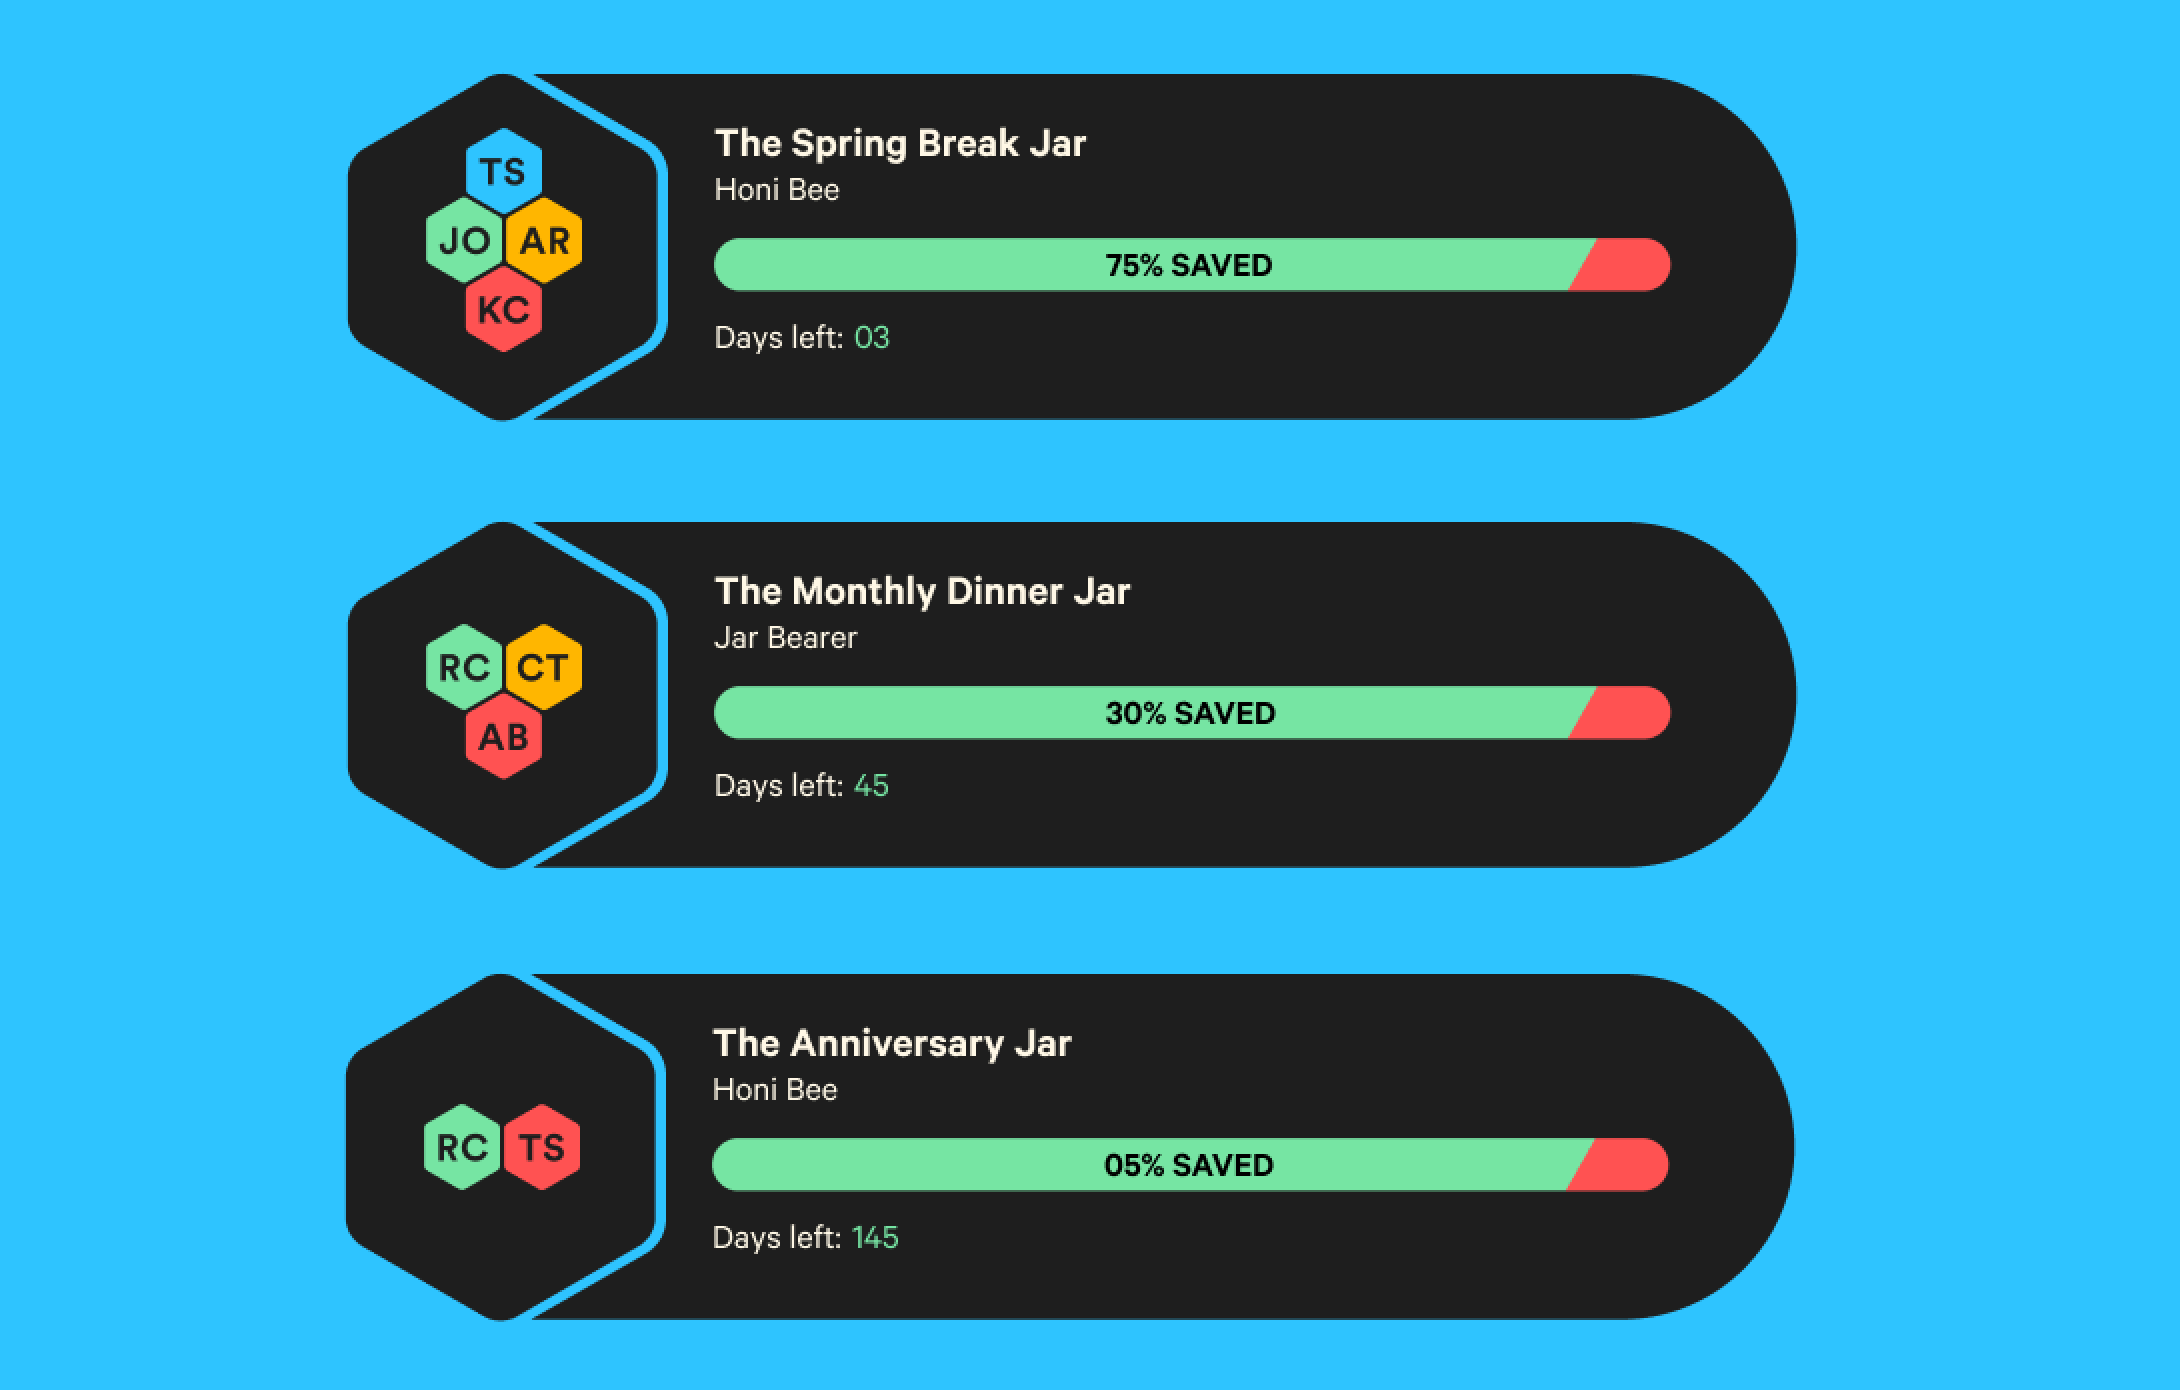 TS
JO AR
KC
The Spring Break Jar
Honi Bee
75% SAVED
Days left: 03
RC CT
AB
The Monthly Dinner Jar
Jar Bearer
30% SAVED
Days left: 45
RC TS
The Anniversary Jar
Honi Bee
05% SAVED
Days left: 145